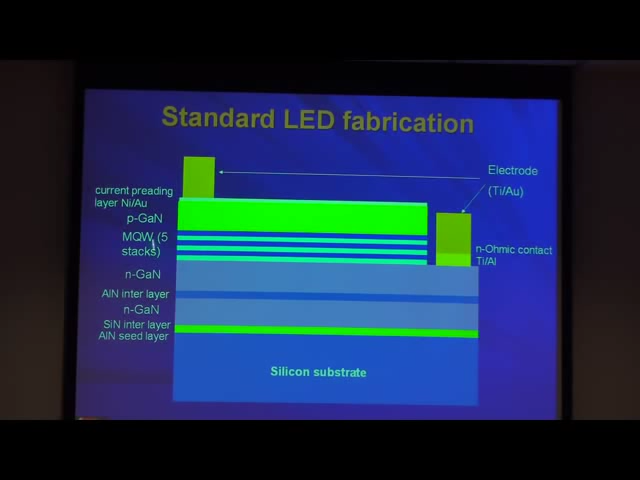 Standard LED fabrication
Electrode
(Ti/Au)
current preading
layer Ni/Au
p-GaN
MQW (5
stacks)
n-Ohmic contact
Ti/Al
n-GaN
AlN inter layer
n-GaN
SiN inter layer
AlN seed layer
Silicon substrate